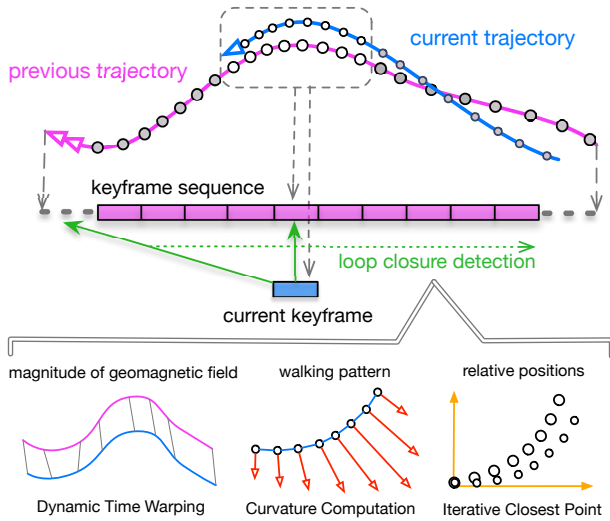 current trajectory
previous trajectory
keyframe sequence
loop closure detection
current keyframe
magnitude of geomagnetic field
walking pattern
relative positions
Dynamic Time Warping
Curvature Computation
Iterative Closest Point